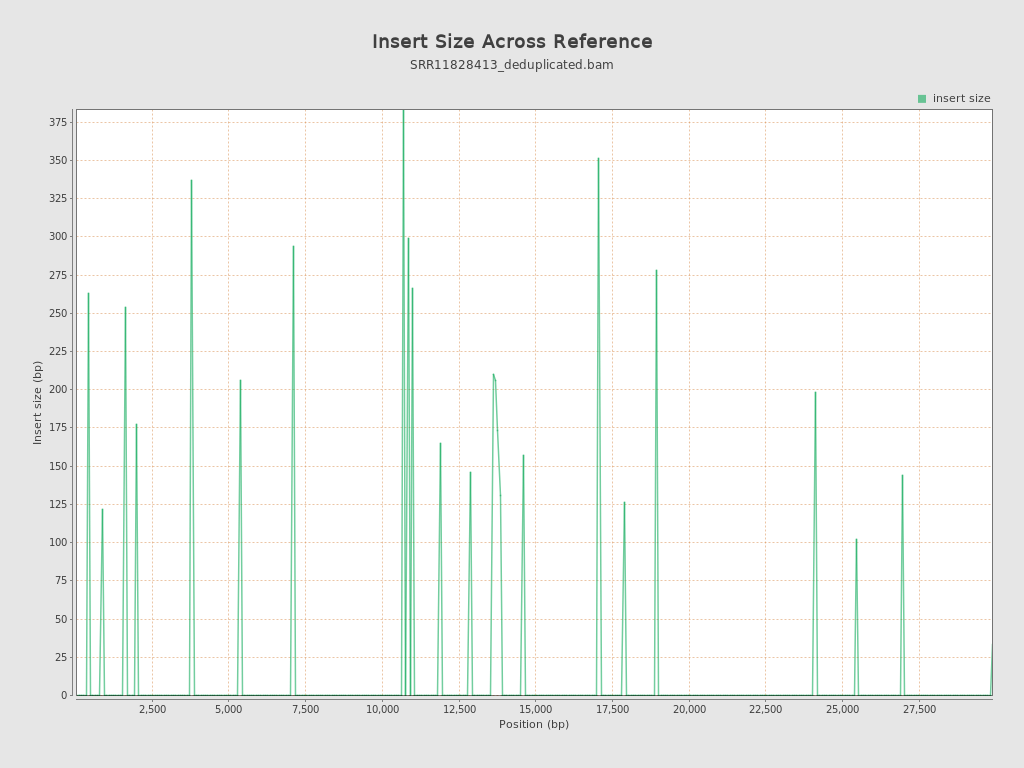 Insert Size Across Reference
SRR11828413_deduplicated.bam
insert size
375
350
325
300
275
250
225
200
175
150
125
100
75
50
25
0
Insert size (bp)
2,500 5,000 7,500 10,000 12,500 15,000 17,500 20,000 22,500 25,000 27,500
Position (bp)